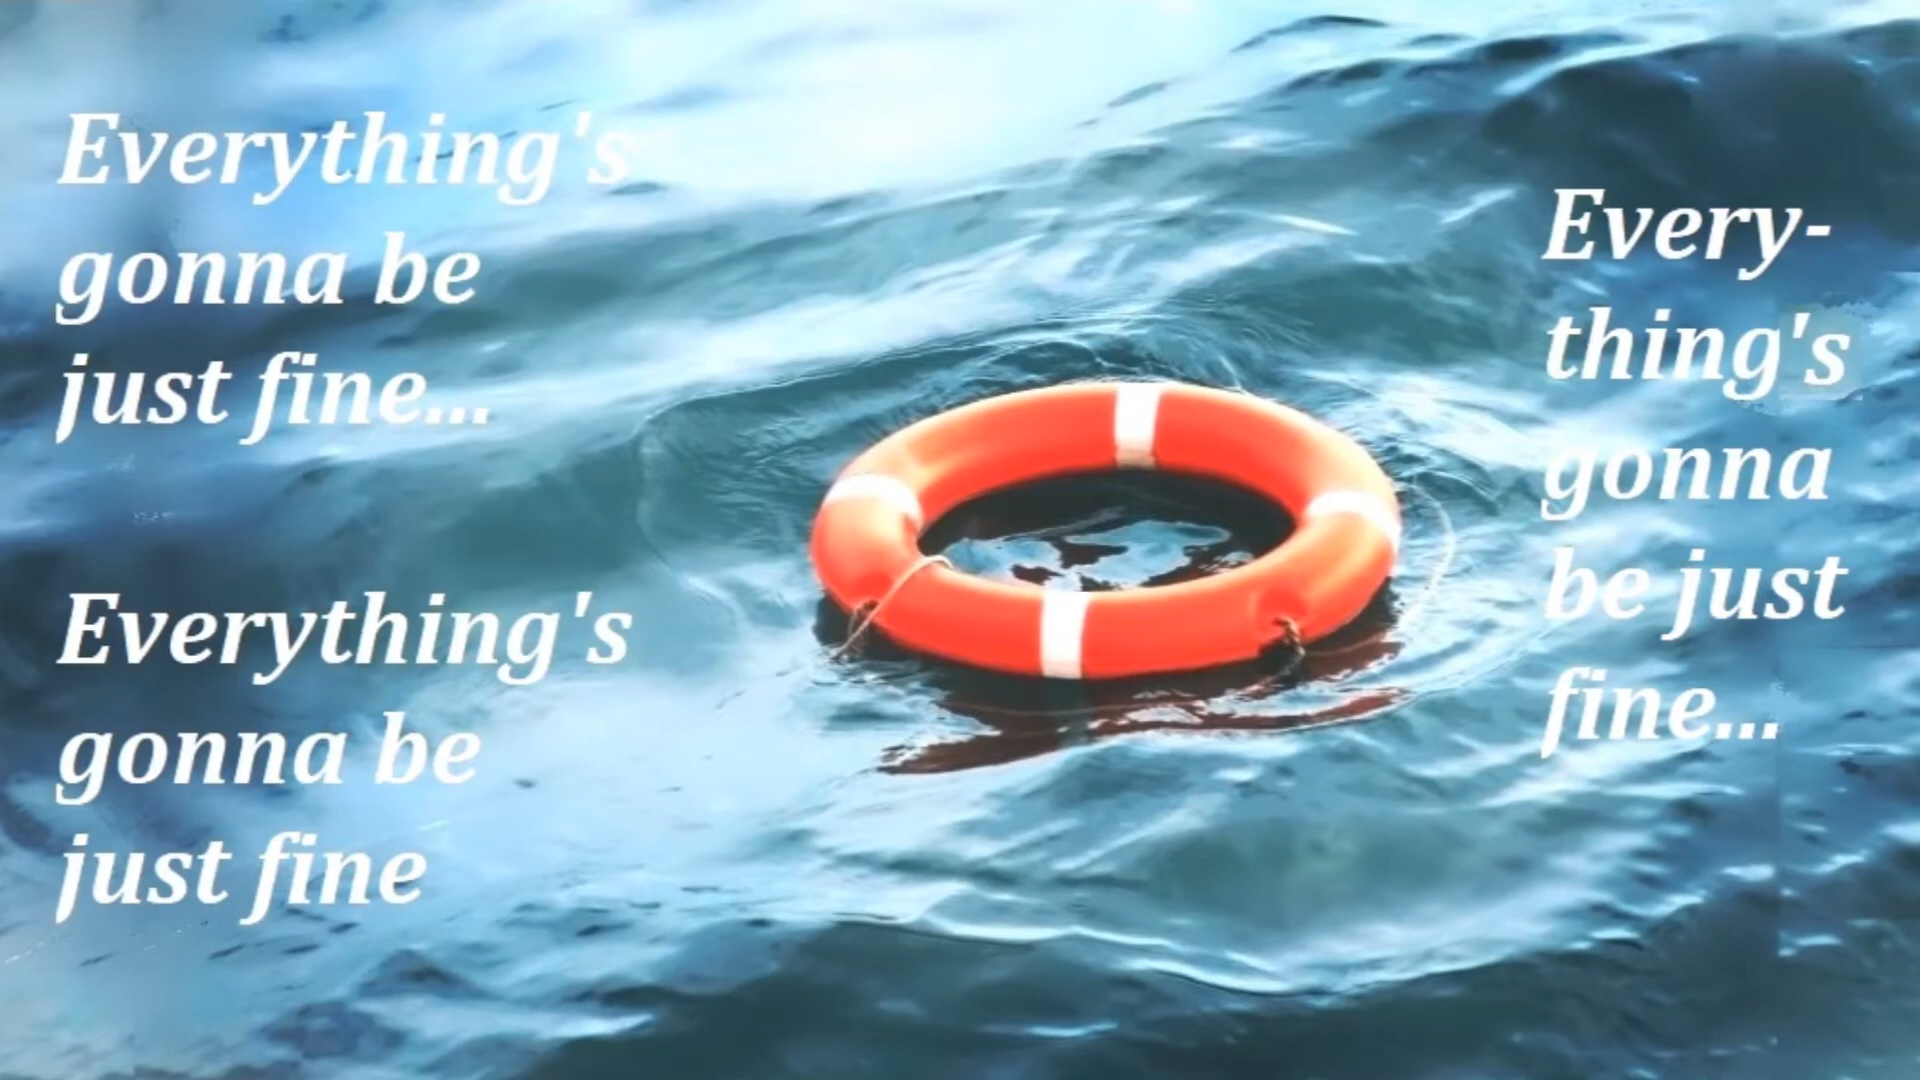 Everything's
gonna be
just fine...
Everything's
gonna be
just fine
Every-
thing's
gonna
be just
fine...